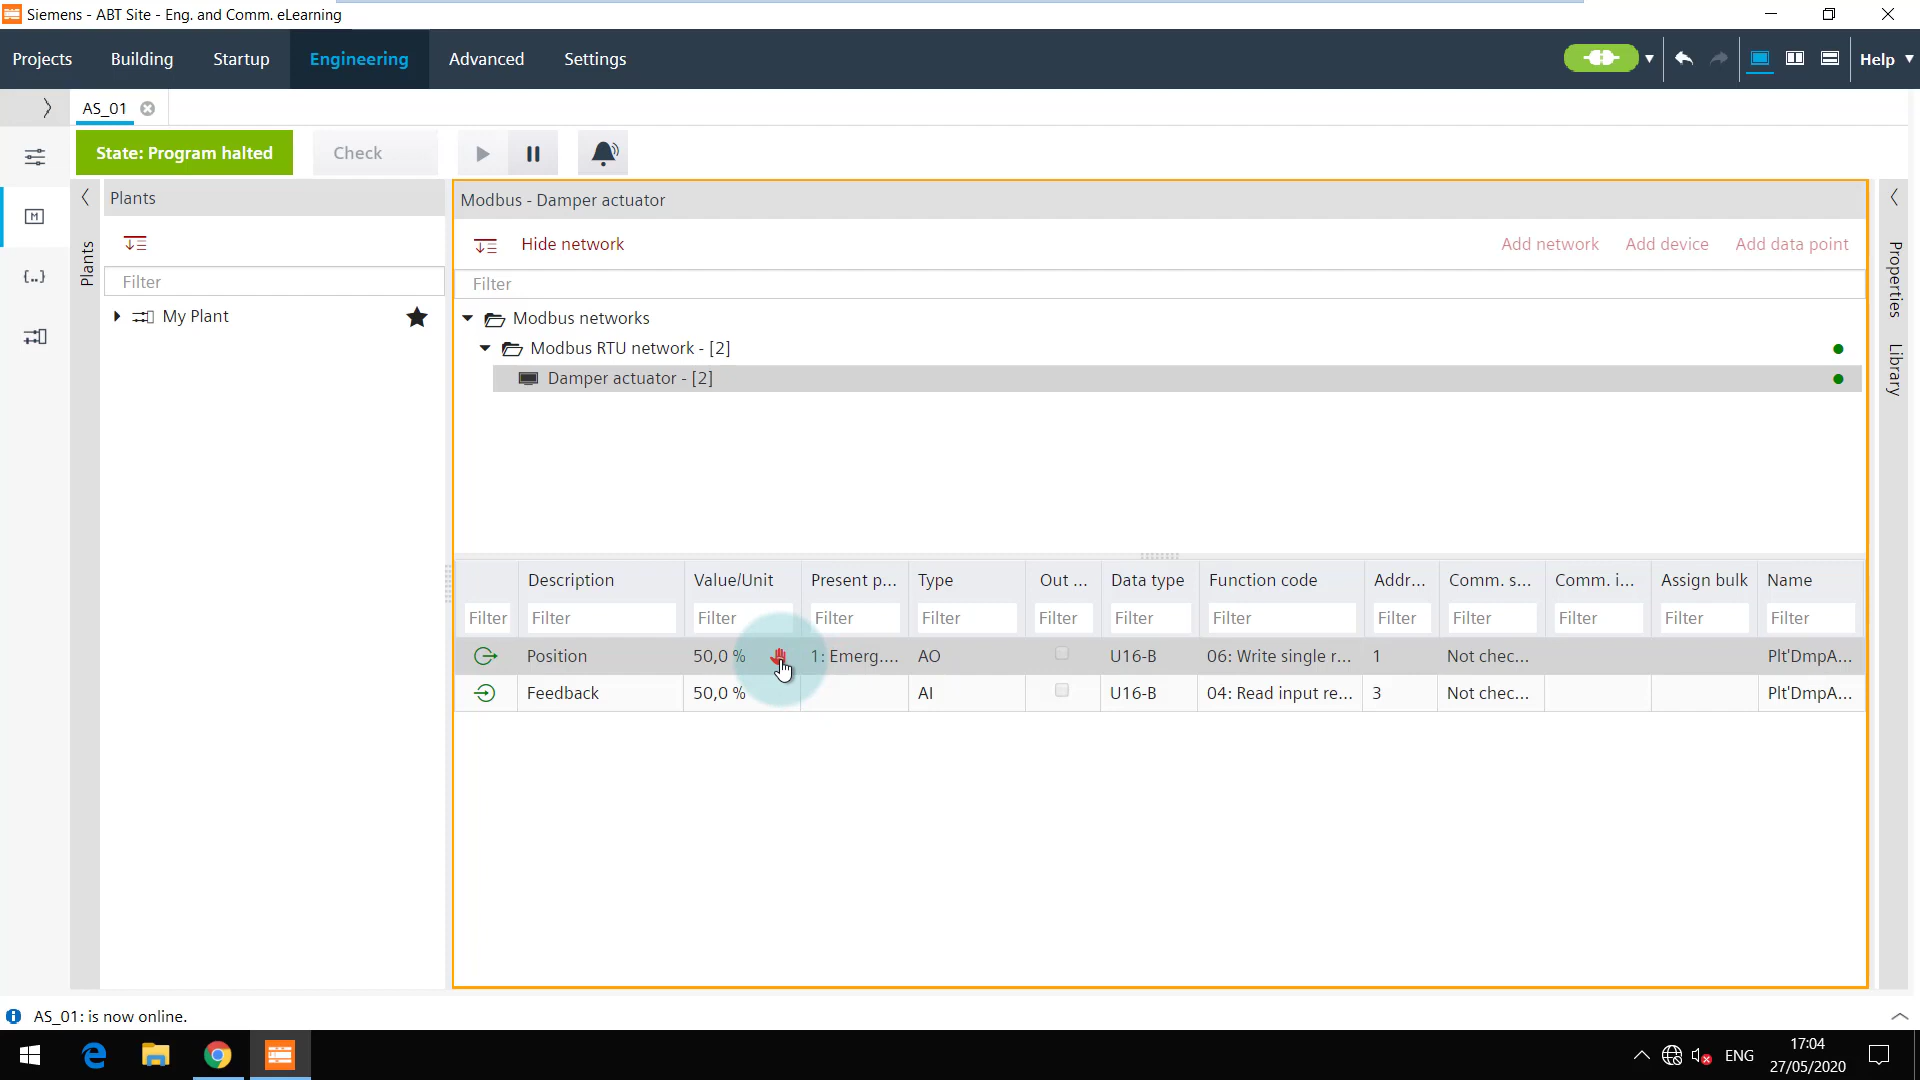 Siemens - ABT Site - Eng. and Comm. eLearning
Projects Building Startup Engineering Advanced Settings Help
AS_01
State: Program halted Check
Plants
Plants
Filter
My Plant
Modbus - Damper actuator
Hide network Add network Add device Add data point
Filter
Modbus networks
Modbus RTU network - [2]
Damper actuator - [2]
Properties
Library
Description Value/Unit Present p... Type Out ... Data type Function code Addr... Comm. s... Comm. i... Assign bulk Name
Filter Filter Filter Filter Filter Filter Filter Filter Filter Filter Filter Filter Filter
Position 50,0 % 1: Emerg.... AO U16-B 06: Write single r... 1 Not chec... Plt'DmpA...
Feedback 50,0 % AI U16-B 04: Read input re... 3 Not chec... Plt'DmpA...
AS_01: is now online.
ENG
17:04
27/05/2020